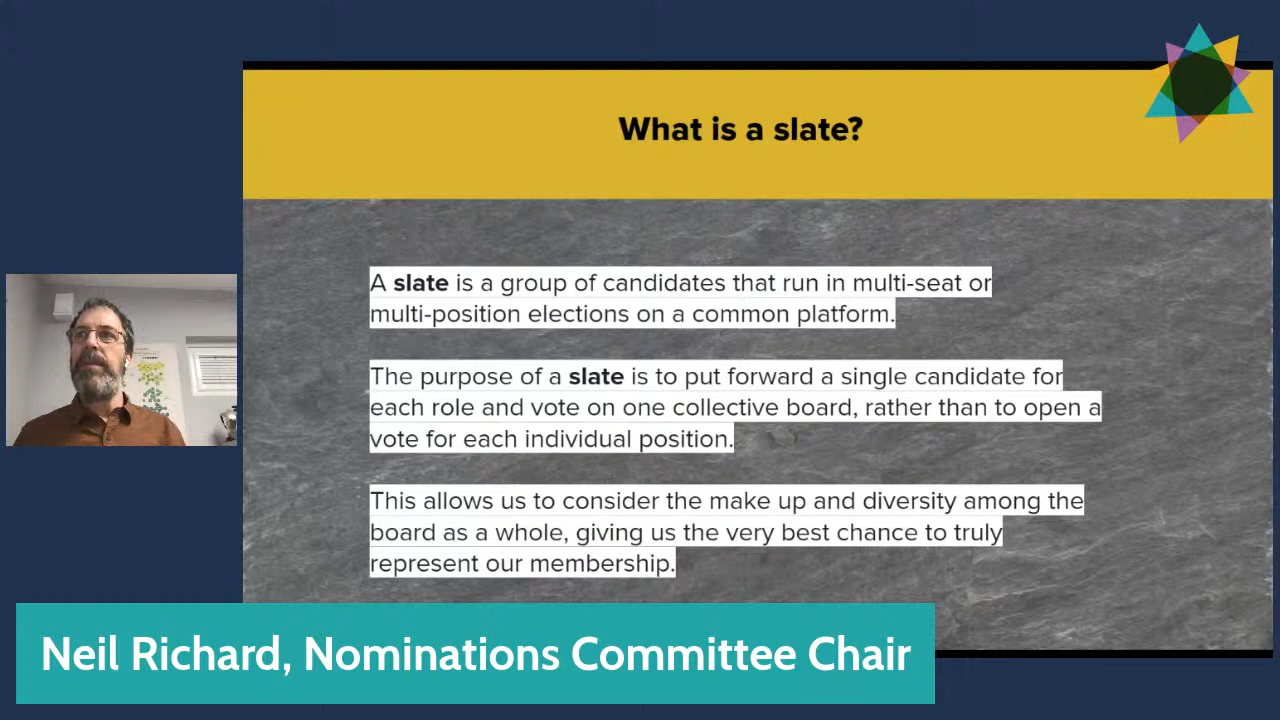 What is a slate?
A slate is a group of candidates that run in multi-seat or
multi-position elections on a common platform.
The purpose of a slate is to put forward a single candidate for
each role and vote on one collective board, rather than to open a
vote for each individual position.
This allows us to consider the make up and diversity among the
board as a whole, giving us the very best chance to truly
represent our membership.
Neil Richard, Nominations Committee Chair